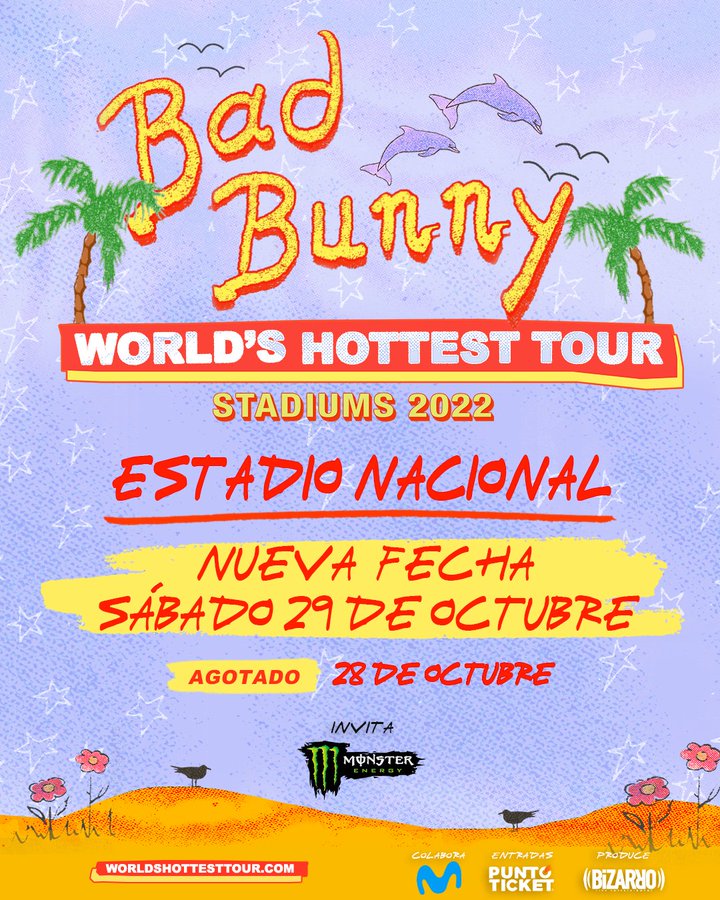 Bad
Bunny
WORLD'S HOTTEST TOUR
STADIUMS 2022
ESTADIO NACIONAL
NUEVA FECHA
SÁBADO 29 DE OCTUBRE
AGOTADO 28 DE OCTUBRE
INVITA
MONSTER
ENERGY
WORLDSHOTTESTTOUR.COM
COLABORA ENTRADAS PRODUCE
PUNTO
TICKET
BIZARRO